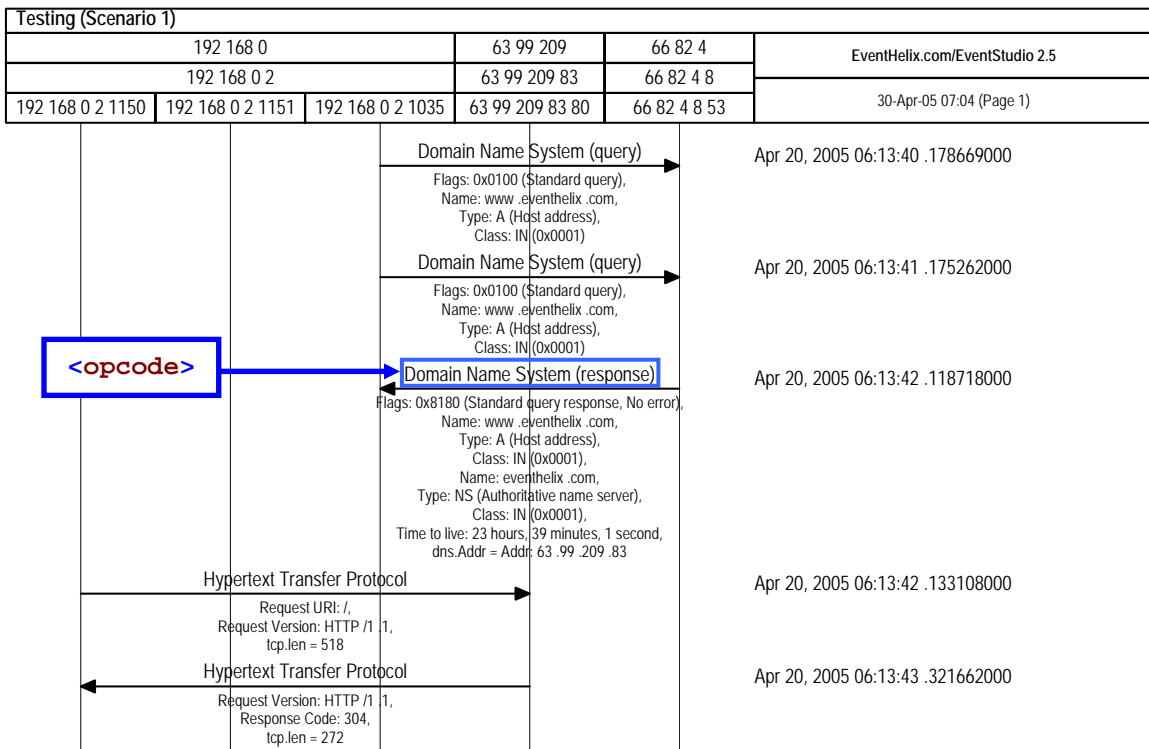 Testing (Scenario 1)
192 168 0
63 99 209
66 82 4
EventHelix.com/EventStudio 2.5
192 168 0 2
63 99 209 83
66 82 4 8
30-Apr-05 07:04 (Page 1)
192 168 0 2 1150
192 168 0 2 1151
192 168 0 2 1035
63 99 209 83 80
66 82 4 8 53
Domain Name System (query)
Apr 20, 2005 06:13:40 .178669000
Flags: 0x0100 (Standard query),
Name: www .eventhelix .com,
Type: A (Host address),
Class: IN (0x0001)
Domain Name System (query)
Apr 20, 2005 06:13:41 .175262000
Flags: 0x0100 (Standard query),
Name: www .eventhelix .com,
Type: A (Host address),
Class: IN (0x0001)
<opcode>
Domain Name System (response)
Apr 20, 2005 06:13:42 .118718000
Flags: 0x8180 (Standard query response, No error),
Name: www .eventhelix .com,
Type: A (Host address),
Class: IN (0x0001),
Name: eventhelix .com,
Type: NS (Authoritative name server),
Class: IN (0x0001),
Time to live: 23 hours, 39 minutes, 1 second,
dns.Addr = Addr: 63 .99 .209 .83
Hypertext Transfer Protocol
Apr 20, 2005 06:13:42 .133108000
Request URI: /,
Request Version: HTTP /1 .1,
tcp.len = 518
Hypertext Transfer Protocol
Apr 20, 2005 06:13:43 .321662000
Request Version: HTTP /1 .1,
Response Code: 304,
tcp.len = 272